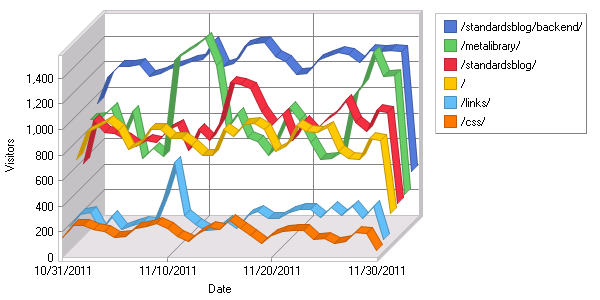 /standardsblog/backend/
/metalibrary/
/standardsblog/
/
/links/
/css/
Visitors
1,400
1,200
1,000
800
600
400
200
0
10/31/2011
11/10/2011
11/20/2011
11/30/2011
Date